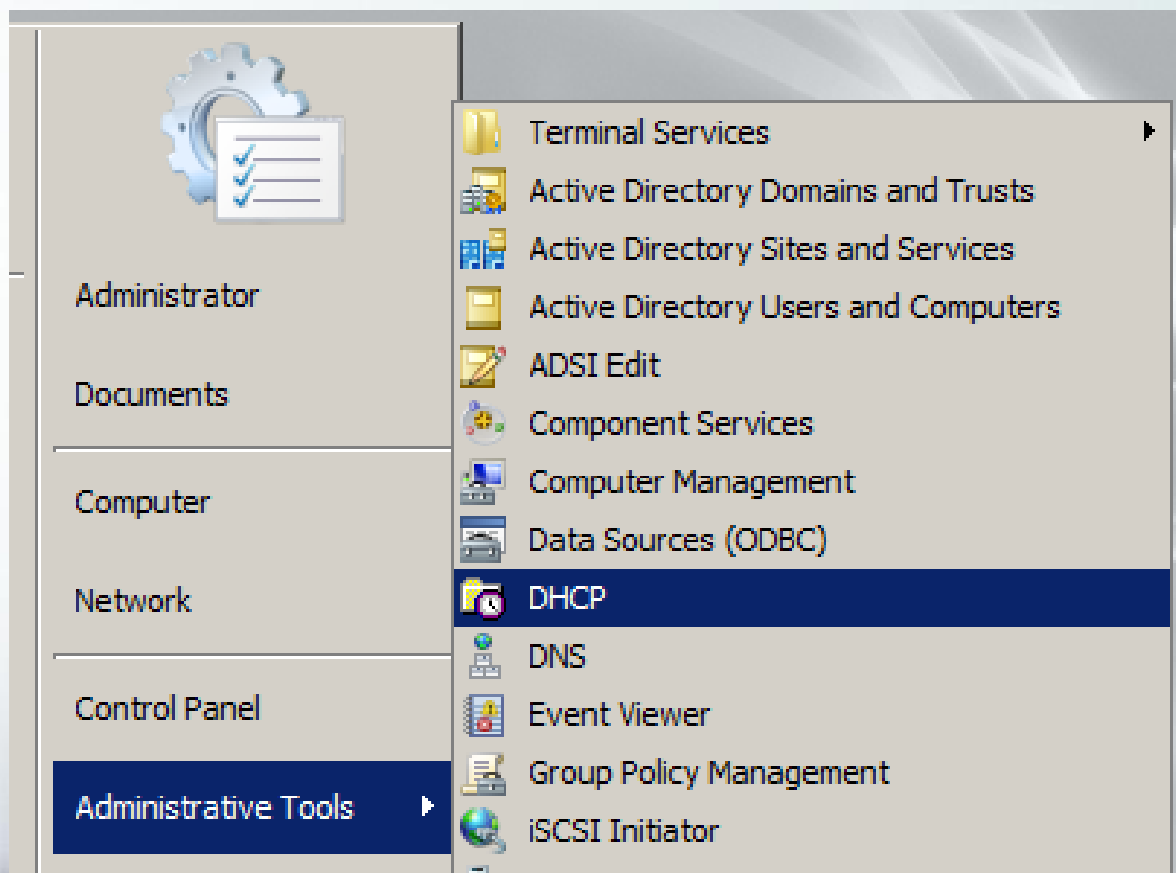 Administrator
Documents
Computer
Network
Control Panel
Administrative Tools
Terminal Services
Active Directory Domains and Trusts
Active Directory Sites and Services
Active Directory Users and Computers
ADSI Edit
Component Services
Computer Management
Data Sources (ODBC)
DHCP
DNS
Event Viewer
Group Policy Management
iSCSI Initiator